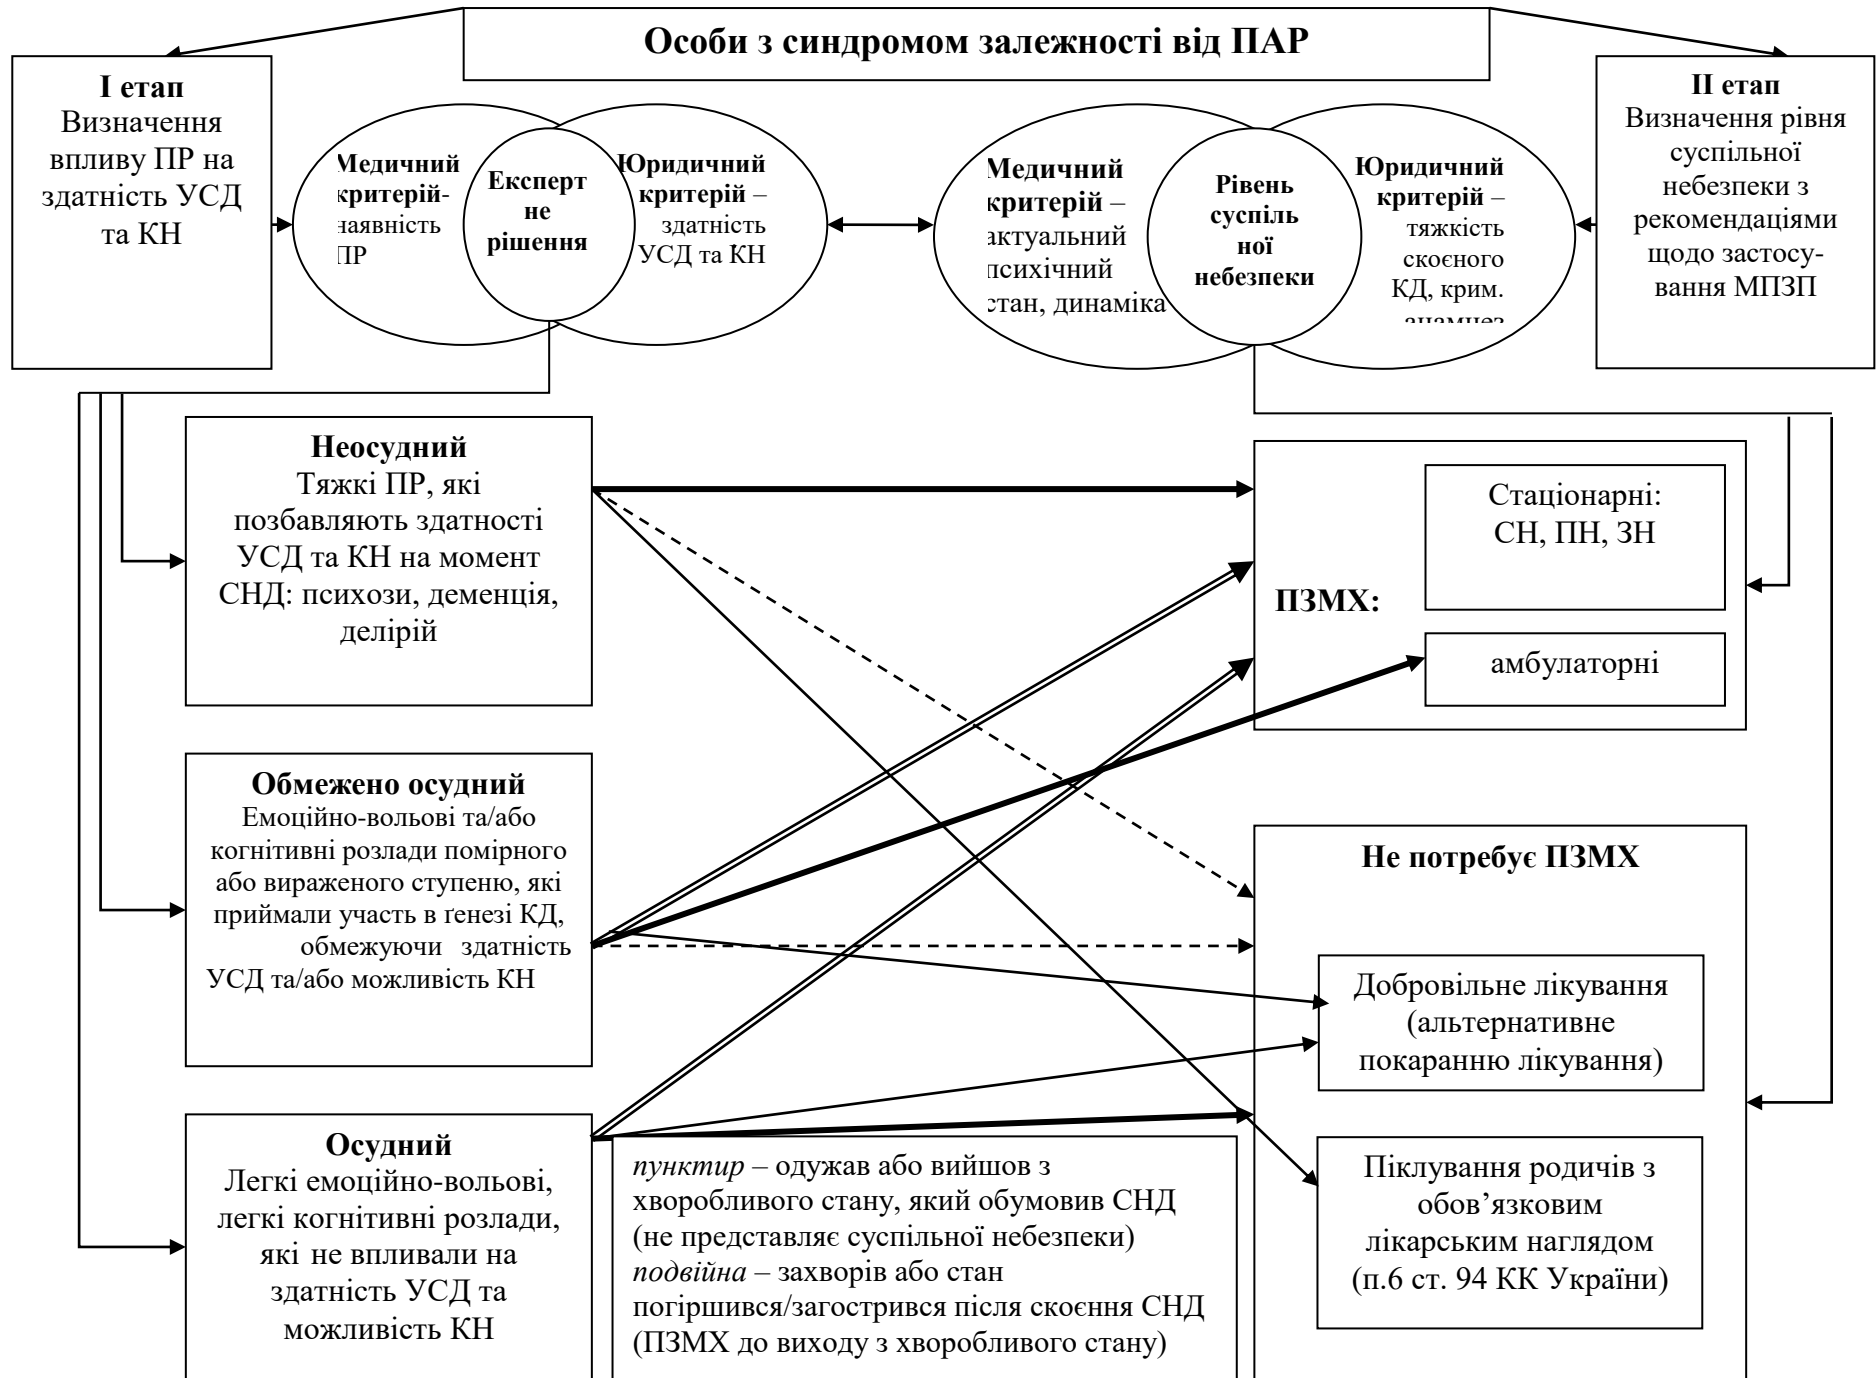 Особи з синдромом залежності від ПАР
І етап
Визначення
впливу ПР на
здатність УСД
та КН
Медичний
критерій-
наявність
ПР
Експерт
не
рішення
Юридичний
критерій –
здатність
УСД та КН
Медичний
критерій –
актуальний
психічний
стан, динаміка
Рівень
суспіль
ної
небезпеки
Юридичний
критерій –
тяжкість
скоєного
КД, крим.
анамнез
ІІ етап
Визначення рівня
суспільної
небезпеки з
рекомендаціями
щодо застосу-
вання МПЗП
Неосудний
Тяжкі ПР, які
позбавляють здатності
УСД та КН на момент
СНД: психози, деменція,
делірій
Обмежено осудний
Емоційно-вольові та/або
когнітивні розлади помірного
або вираженого ступеню, які
приймали участь в ґенезі КД,
обмежуючи здатність
УСД та/або можливість КН
Осудний
Легкі емоційно-вольові,
легкі когнітивні розлади,
які не впливали на
здатність УСД та
можливість КН
пунктир – одужав або вийшов з
хворобливого стану, який обумовив СНД
(не представляє суспільної небезпеки)
подвійна – захворів або стан
погіршився/загострився після скоєння СНД
(ПЗМХ до виходу з хворобливого стану)
ПЗМХ:
Стаціонарні:
СН, ПН, ЗН
амбулаторні
Не потребує ПЗМХ
Добровільне лікування
(альтернативне
покаранню лікування)
Піклування родичів з
обов’язковим
лікарським наглядом
(п.6 ст. 94 КК України)